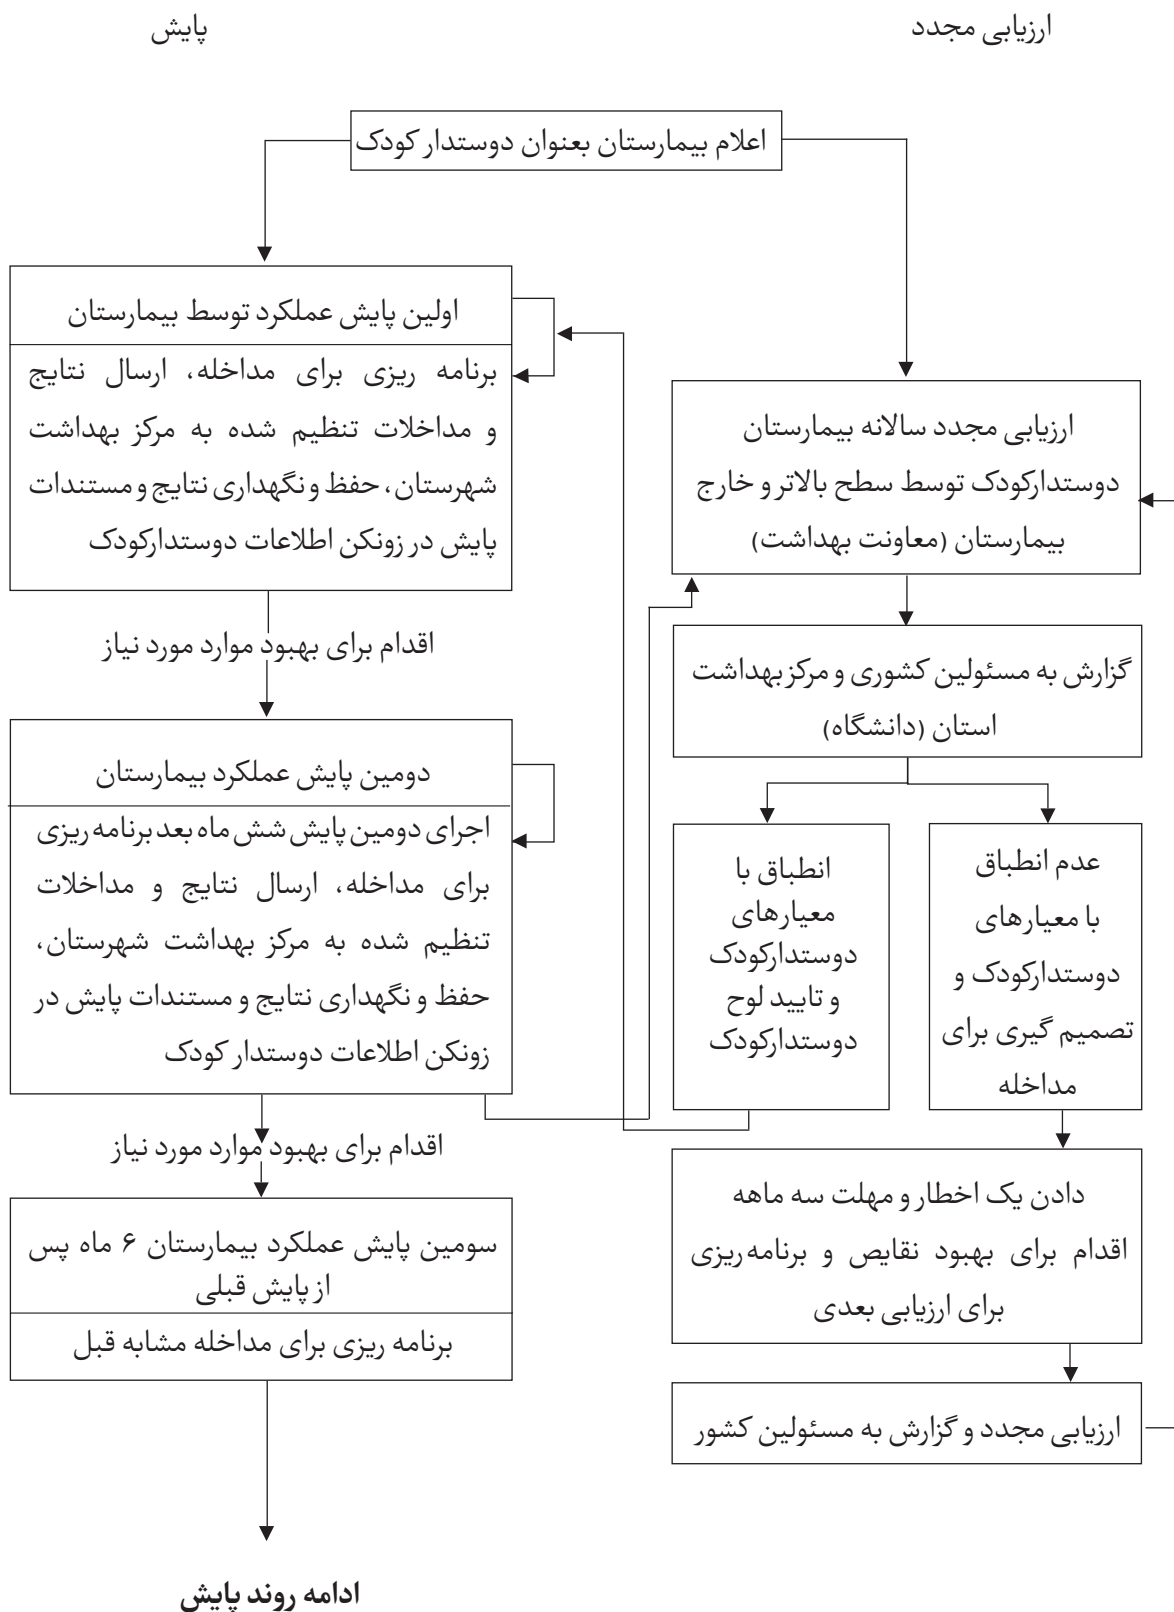 ارزیابی مجدد
پایش
اعلام بیمارستان بعنوان دوستدار کودک
ارزیابی مجدد سالانه بیمارستان
دوستدارکودک توسط سطح بالاتر و خارج
بیمارستان (معاونت بهداشت)
گزارش به مسئولین کشوری و مرکز بهداشت
استان (دانشگاه)
عدم انطباق
با معیارهای
دوستدارکودک و
تصمیم گیری برای
مداخله
انطباق با
معیارهای
دوستدارکودک
و تایید لوح
دوستدارکودک
دادن یک اخطار و مهلت سه ماهه
اقدام برای بهبود نقایص و برنامه‌ریزی
برای ارزیابی بعدی
ارزیابی مجدد و گزارش به مسئولین کشور
اولین پایش عملکرد توسط بیمارستان
برنامه ریزی برای مداخله، ارسال نتایج
و مداخلات تنظیم شده به مرکز بهداشت
شهرستان، حفظ و نگهداری نتایج و مستندات
پایش در زونکن اطلاعات دوستدارکودک
اقدام برای بهبود موارد مورد نیاز
دومین پایش عملکرد بیمارستان
اجرای دومین پایش شش ماه بعد برنامه ریزی
برای مداخله، ارسال نتایج و مداخلات
تنظیم شده به مرکز بهداشت شهرستان،
حفظ و نگهداری نتایج و مستندات پایش در
زونکن اطلاعات دوستدار کودک
اقدام برای بهبود موارد مورد نیاز
سومین پایش عملکرد بیمارستان ۶ ماه پس
از پایش قبلی
برنامه ریزی برای مداخله مشابه قبل
ادامه روند پایش